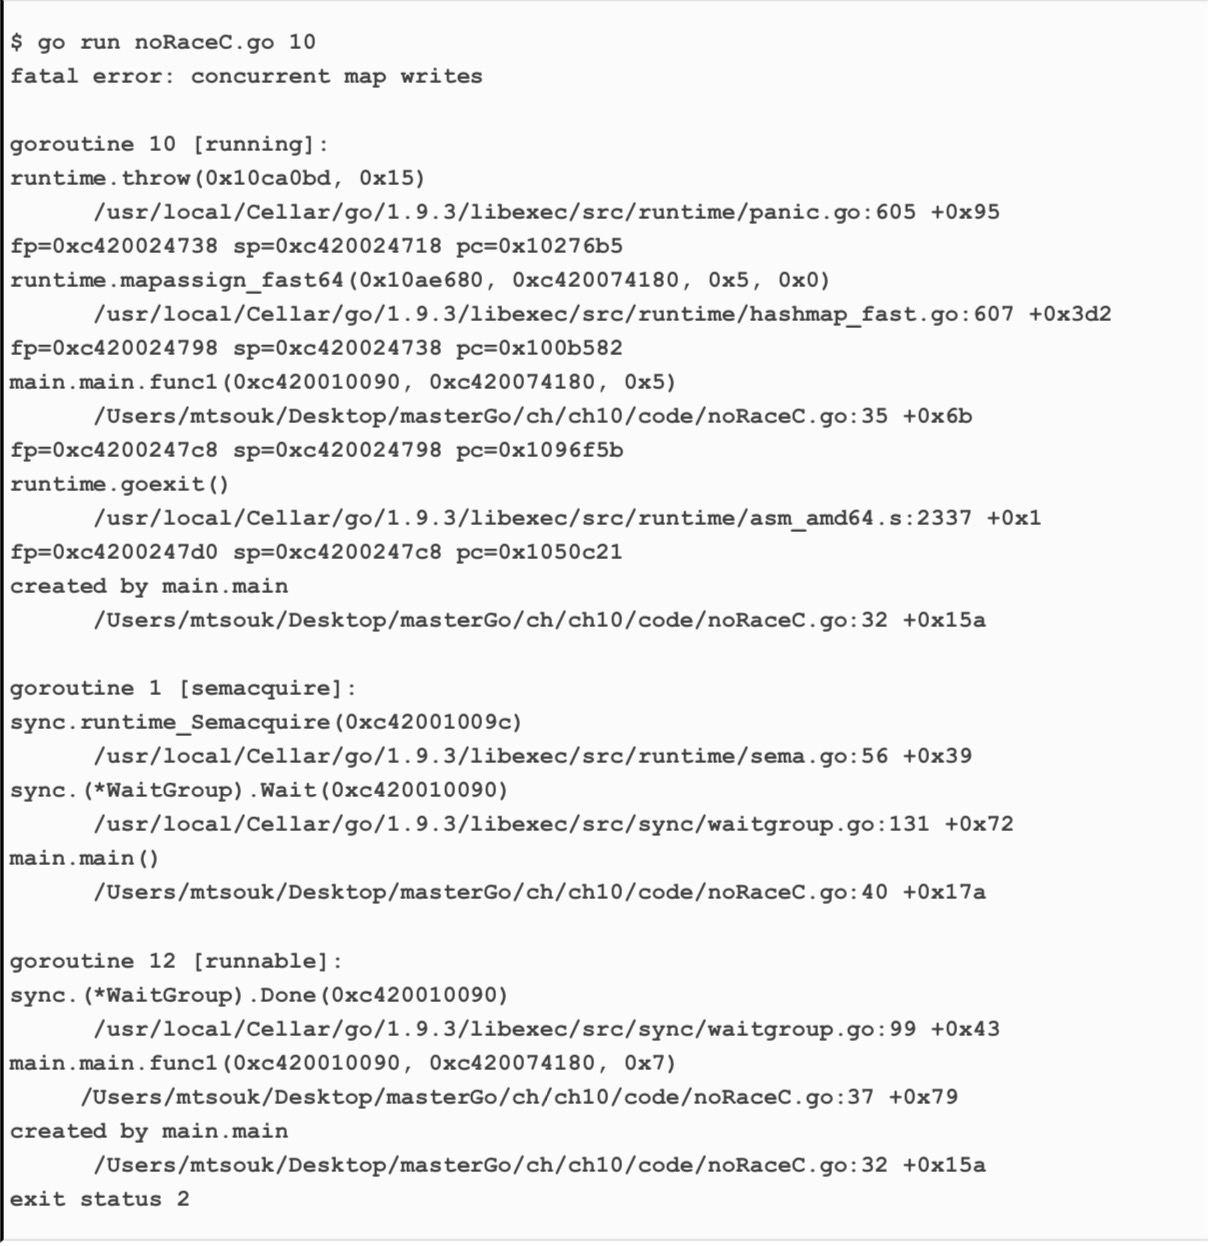 $ go run noRaceC.go 10
fatal error: concurrent map writes

goroutine 10 [running]:
runtime.throw(0x10ca0bd, 0x15)
      /usr/local/Cellar/go/1.9.3/libexec/src/runtime/panic.go:605 +0x95
fp=0xc420024738 sp=0xc420024718 pc=0x10276b5
runtime.mapassign_fast64(0x10ae680, 0xc420074180, 0x5, 0x0)
      /usr/local/Cellar/go/1.9.3/libexec/src/runtime/hashmap_fast.go:607 +0x3d2
fp=0xc420024798 sp=0xc420024738 pc=0x100b582
main.main.func1(0xc420010090, 0xc420074180, 0x5)
      /Users/mtsouk/Desktop/masterGo/ch/ch10/code/noRaceC.go:35 +0x6b
fp=0xc4200247c8 sp=0xc420024798 pc=0x1096f5b
runtime.goexit()
      /usr/local/Cellar/go/1.9.3/libexec/src/runtime/asm_amd64.s:2337 +0x1
fp=0xc4200247d0 sp=0xc4200247c8 pc=0x1050c21
created by main.main
      /Users/mtsouk/Desktop/masterGo/ch/ch10/code/noRaceC.go:32 +0x15a

goroutine 1 [semacquire]:
sync.runtime_Semacquire(0xc42001009c)
      /usr/local/Cellar/go/1.9.3/libexec/src/runtime/sema.go:56 +0x39
sync.(*WaitGroup).Wait(0xc420010090)
      /usr/local/Cellar/go/1.9.3/libexec/src/sync/waitgroup.go:131 +0x72
main.main()
      /Users/mtsouk/Desktop/masterGo/ch/ch10/code/noRaceC.go:40 +0x17a

goroutine 12 [runnable]:
sync.(*WaitGroup).Done(0xc420010090)
      /usr/local/Cellar/go/1.9.3/libexec/src/sync/waitgroup.go:99 +0x43
main.main.func1(0xc420010090, 0xc420074180, 0x7)
     /Users/mtsouk/Desktop/masterGo/ch/ch10/code/noRaceC.go:37 +0x79
created by main.main
      /Users/mtsouk/Desktop/masterGo/ch/ch10/code/noRaceC.go:32 +0x15a
exit status 2